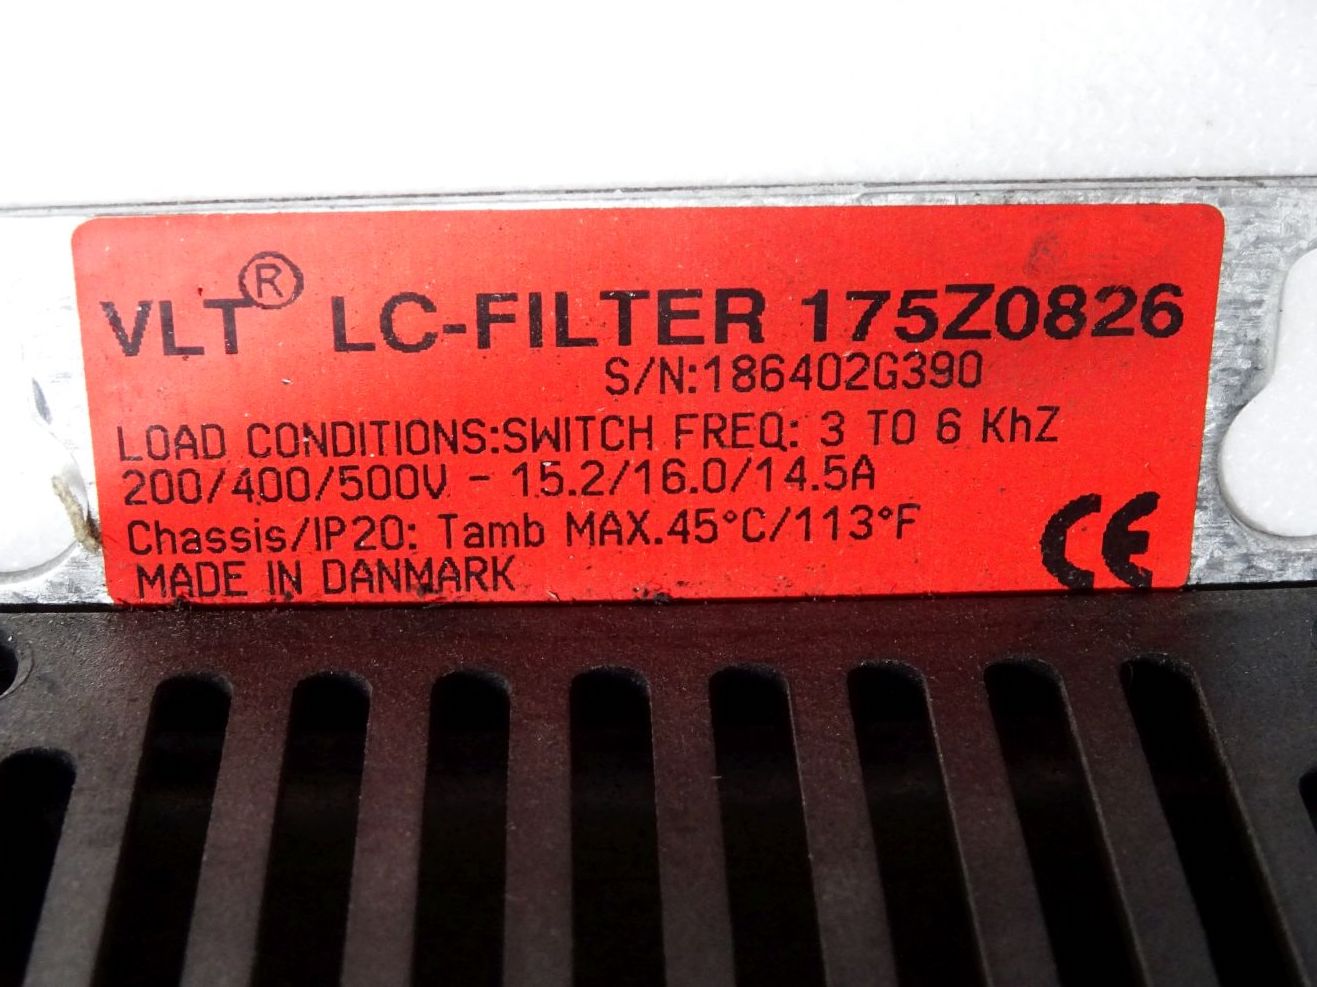 VLT® LC-FILTER 175Z0826
S/N:186402G390
LOAD CONDITIONS:SWITCH FREQ: 3 TO 6 KhZ
200/400/500V - 15.2/16.0/14.5A
Chassis/IP20: Tamb MAX.45°C/113°F
MADE IN DANMARK
CE